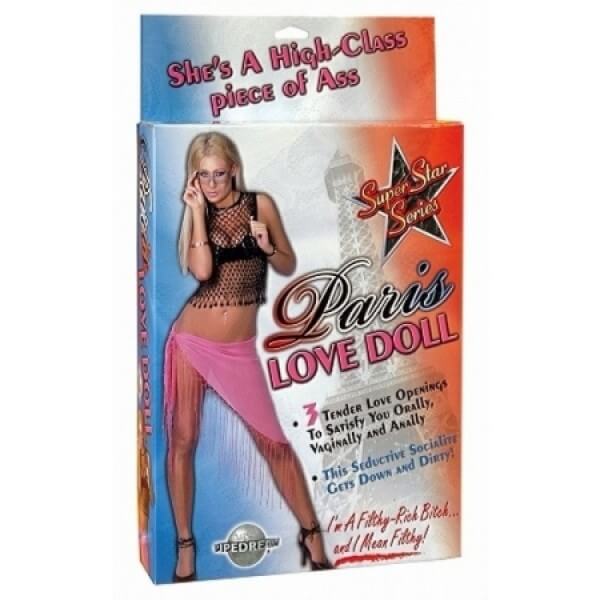 She's A High-Class
piece of Ass
Super Star
Series
Paris
LOVE DOLL
Paris LOVE DOLL
• 3 Tender Love Openings
To Satisfy You Orally,
Vaginally and Anally
• This Seductive Socialite
Gets Down and Dirty!
I'm A Filthy-Rich Bitch...
and I Mean Filthy!
PIPEDREAM